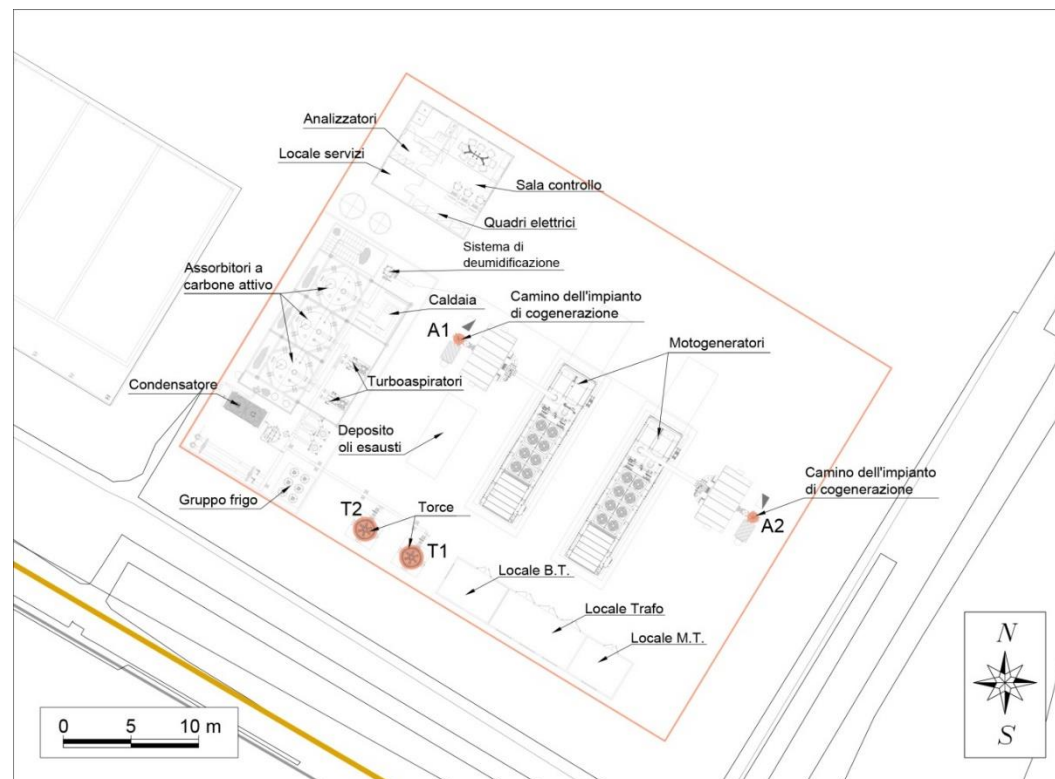 Analizzatori
Locale servizi
Sala controllo
Quadri elettrici
Sistema di
deumidificazione
Assorbitori a
carbone attivo
Caldaia
Camino dell'impianto
di cogenerazione
A1
Motogeneratori
Condensatore
Turboaspiratori
Deposito
oli esausti
Camino dell'impianto
di cogenerazione
Gruppo frigo
T2
Torce
A2
T1
Locale B.T.
Locale Trafo
Locale M.T.
N
S
0 5 10 m